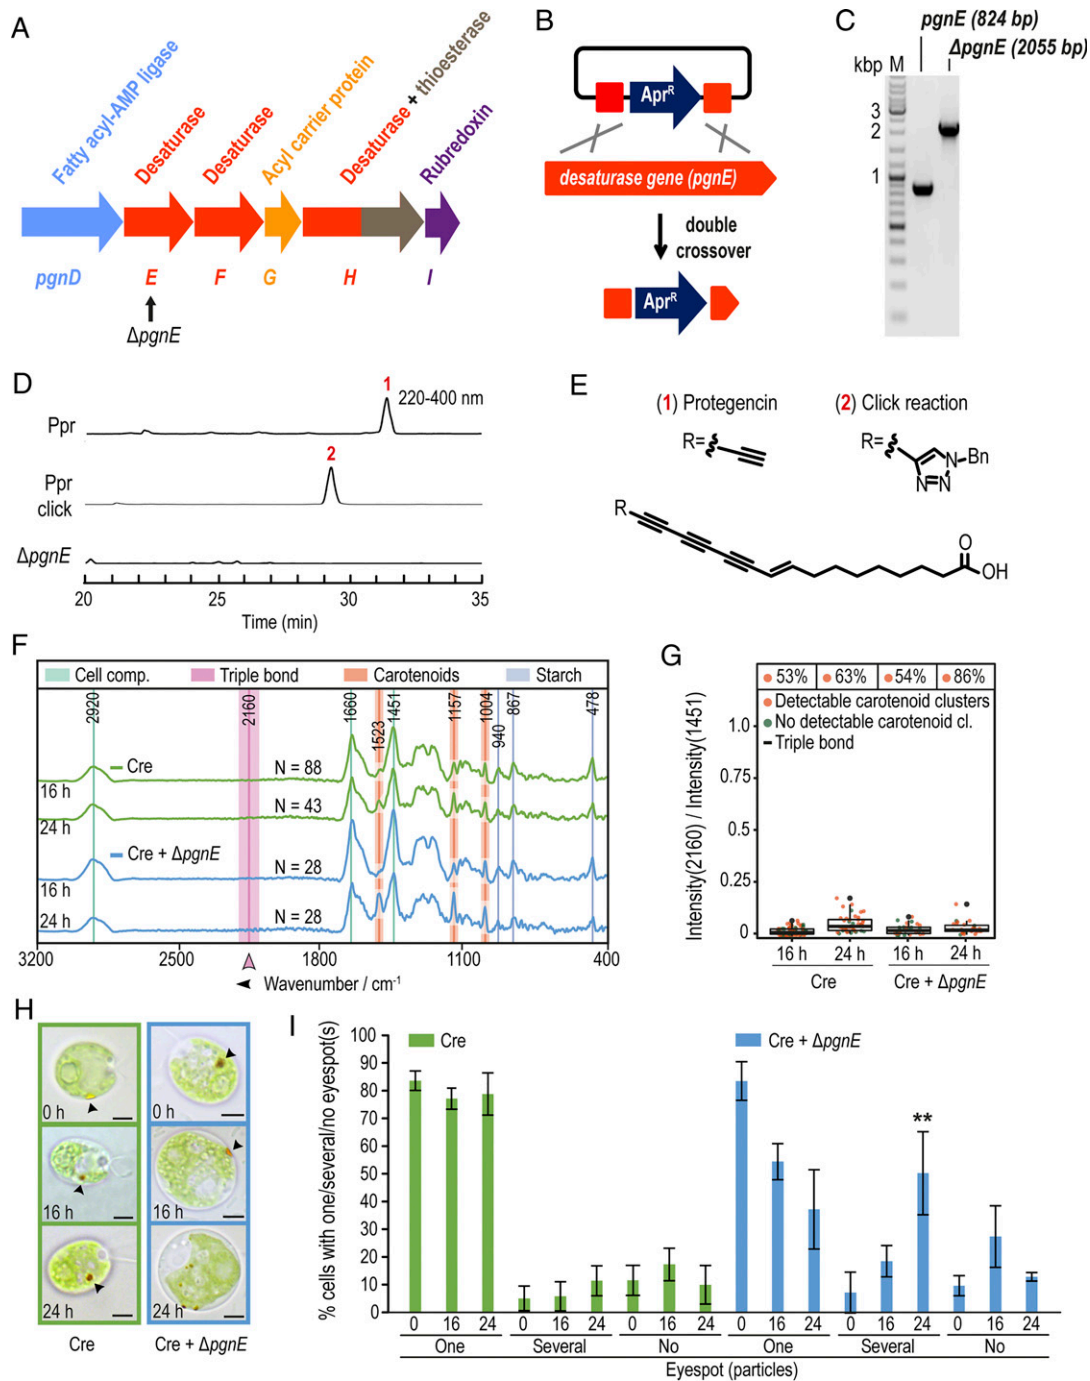 A
Fatty acyl-AMP ligase
Desaturase
Desaturase
Acyl carrier protein
Desaturase + thioesterase
Rubredoxin
pgnD E F G H I
ΔpgnE
B
Apr^R
desaturase gene (pgnE)
double
crossover
Apr^R
C
pgnE (824 bp)
ΔpgnE (2055 bp)
kbp M
3
2
1
D
1 220-400 nm
Ppr
2
Ppr
click
ΔpgnE
20 25 30 35
Time (min)
E
(1) Protegencin (2) Click reaction
R= R=
N-Bn
N=N
R
O
OH
F
Cell comp. Triple bond Carotenoids Starch
2920 2160 1660 1523 1451 1157 1004 940 867 478
Cre N = 88
16 h
N = 43
24 h
Cre + ΔpgnE N = 28
16 h
N = 28
24 h
3200 2500 1800 1100 400
Wavenumber / cm⁻¹
G
53% 63% 54% 86%
Detectable carotenoid clusters
No detectable carotenoid cl.
Triple bond
Intensity(2160) / Intensity(1451)
1.0
0.75
0.5
0.25
0
16 h 24 h 16 h 24 h
Cre Cre + ΔpgnE
H
0 h 0 h
16 h 16 h
24 h 24 h
Cre Cre + ΔpgnE
I
% cells with one/several/no eyespot(s)
Cre Cre + ΔpgnE
100
90
80
70
60
50
40
30
20
10
0
**
0 16 24 0 16 24 0 16 24 0 16 24 0 16 24 0 16 24
One Several No One Several No
Eyespot (particles)